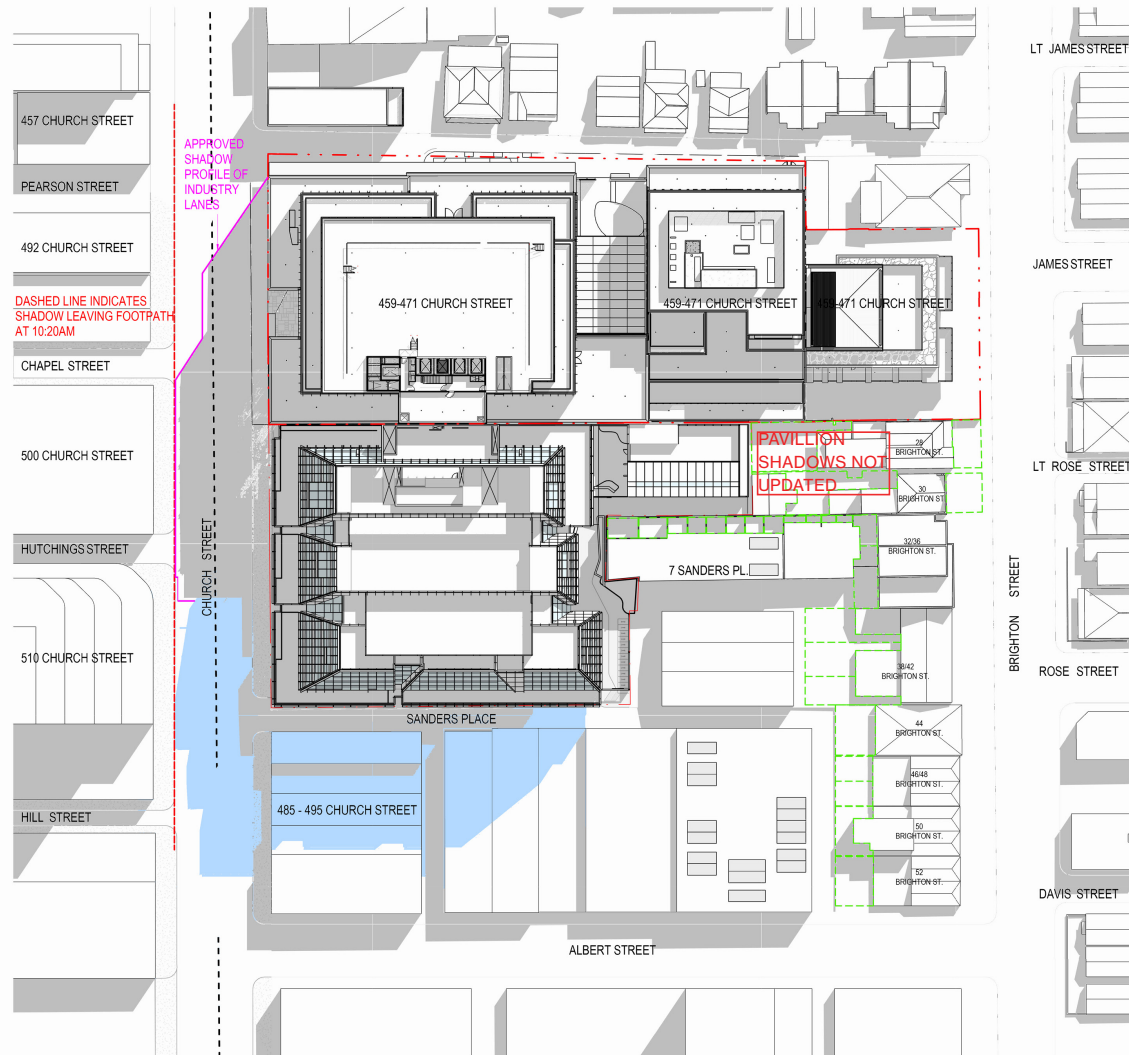 LT JAMES STREET
457 CHURCH STREET
APPROVED
SHADOW
PROFILE OF
INDUSTRY
LANES
PEARSON STREET
492 CHURCH STREET
JAMES STREET
DASHED LINE INDICATES
SHADOW LEAVING FOOTPATH
AT 10:20AM
459-471 CHURCH STREET
459-471 CHURCH STREET
459-471 CHURCH STREET
CHAPEL STREET
PAVILLION
SHADOWS NOT
UPDATED
28
BRIGHTON ST.
500 CHURCH STREET
LT ROSE STREET
30
BRIGHTON ST.
HUTCHINGS STREET
CHURCH STREET
32/36
BRIGHTON ST.
7 SANDERS PL.
BRIGHTON STREET
510 CHURCH STREET
38/42
BRIGHTON ST.
ROSE STREET
SANDERS PLACE
44
BRIGHTON ST.
46/48
BRIGHTON ST.
485 - 495 CHURCH STREET
HILL STREET
50
BRIGHTON ST.
52
BRIGHTON ST.
DAVIS STREET
ALBERT STREET